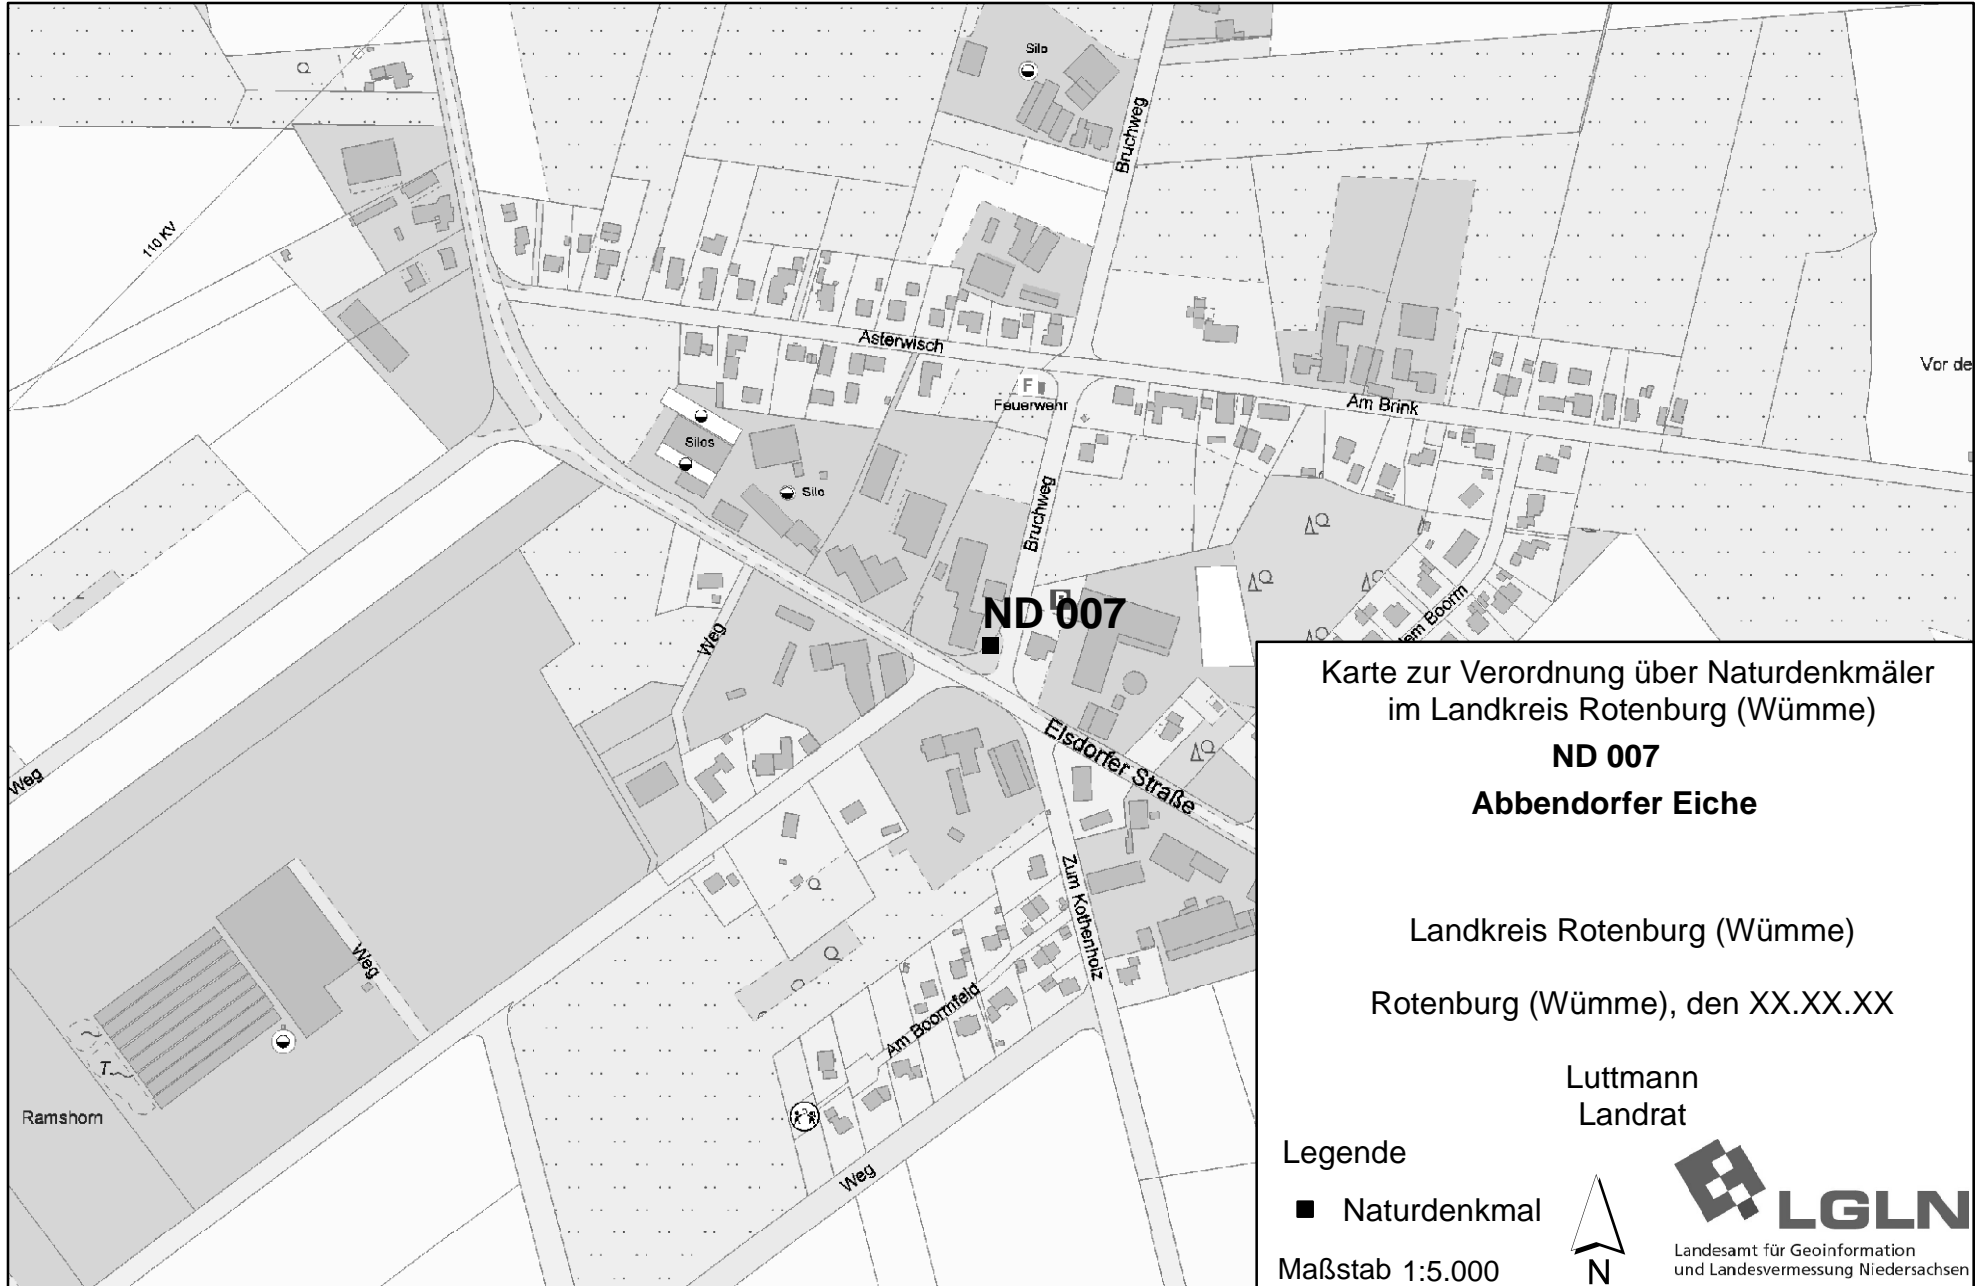 Silo
Bruchweg
110 KV
Asterwisch
Vor de
F
Feuerwehr
Am Brink
Silos
Silo
Bruchweg
ND 007
Weg
dem Boorm
Weg
Elsdorfer Straße
Zum Kothenholz
Weg
Am Boormfeld
T
Ramshorn
Weg
Karte zur Verordnung über Naturdenkmäler
im Landkreis Rotenburg (Wümme)
ND 007
Abbendorfer Eiche
Landkreis Rotenburg (Wümme)
Rotenburg (Wümme), den XX.XX.XX
Luttmann
Landrat
Legende
Naturdenkmal
Maßstab 1:5.000
N
LGLN
Landesamt für Geoinformation
und Landesvermessung Niedersachsen